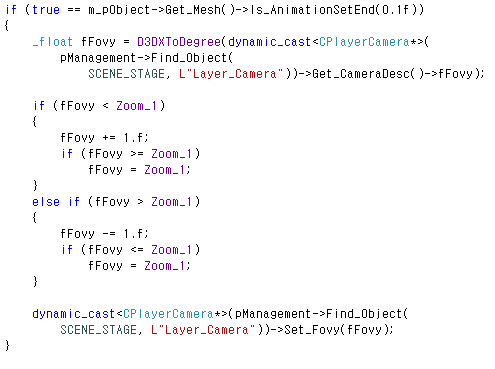 if (true == m_pObject->Get_Mesh()->Is_AnimationSetEnd(0.1f))
{
    _float fFovy = D3DXToDegree(dynamic_cast<CPlayerCamera*>(
        pManagement->Find_Object(
            SCENE_STAGE, L"Layer_Camera"))->Get_CameraDesc()->fFovy);

    if (fFovy < Zoom_1)
    {
        fFovy += 1.f;
        if (fFovy >= Zoom_1)
            fFovy = Zoom_1;
    }
    else if (fFovy > Zoom_1)
    {
        fFovy -= 1.f;
        if (fFovy <= Zoom_1)
            fFovy = Zoom_1;
    }

    dynamic_cast<CPlayerCamera*>(pManagement->Find_Object(
        SCENE_STAGE, L"Layer_Camera"))->Set_Fovy(fFovy);
}